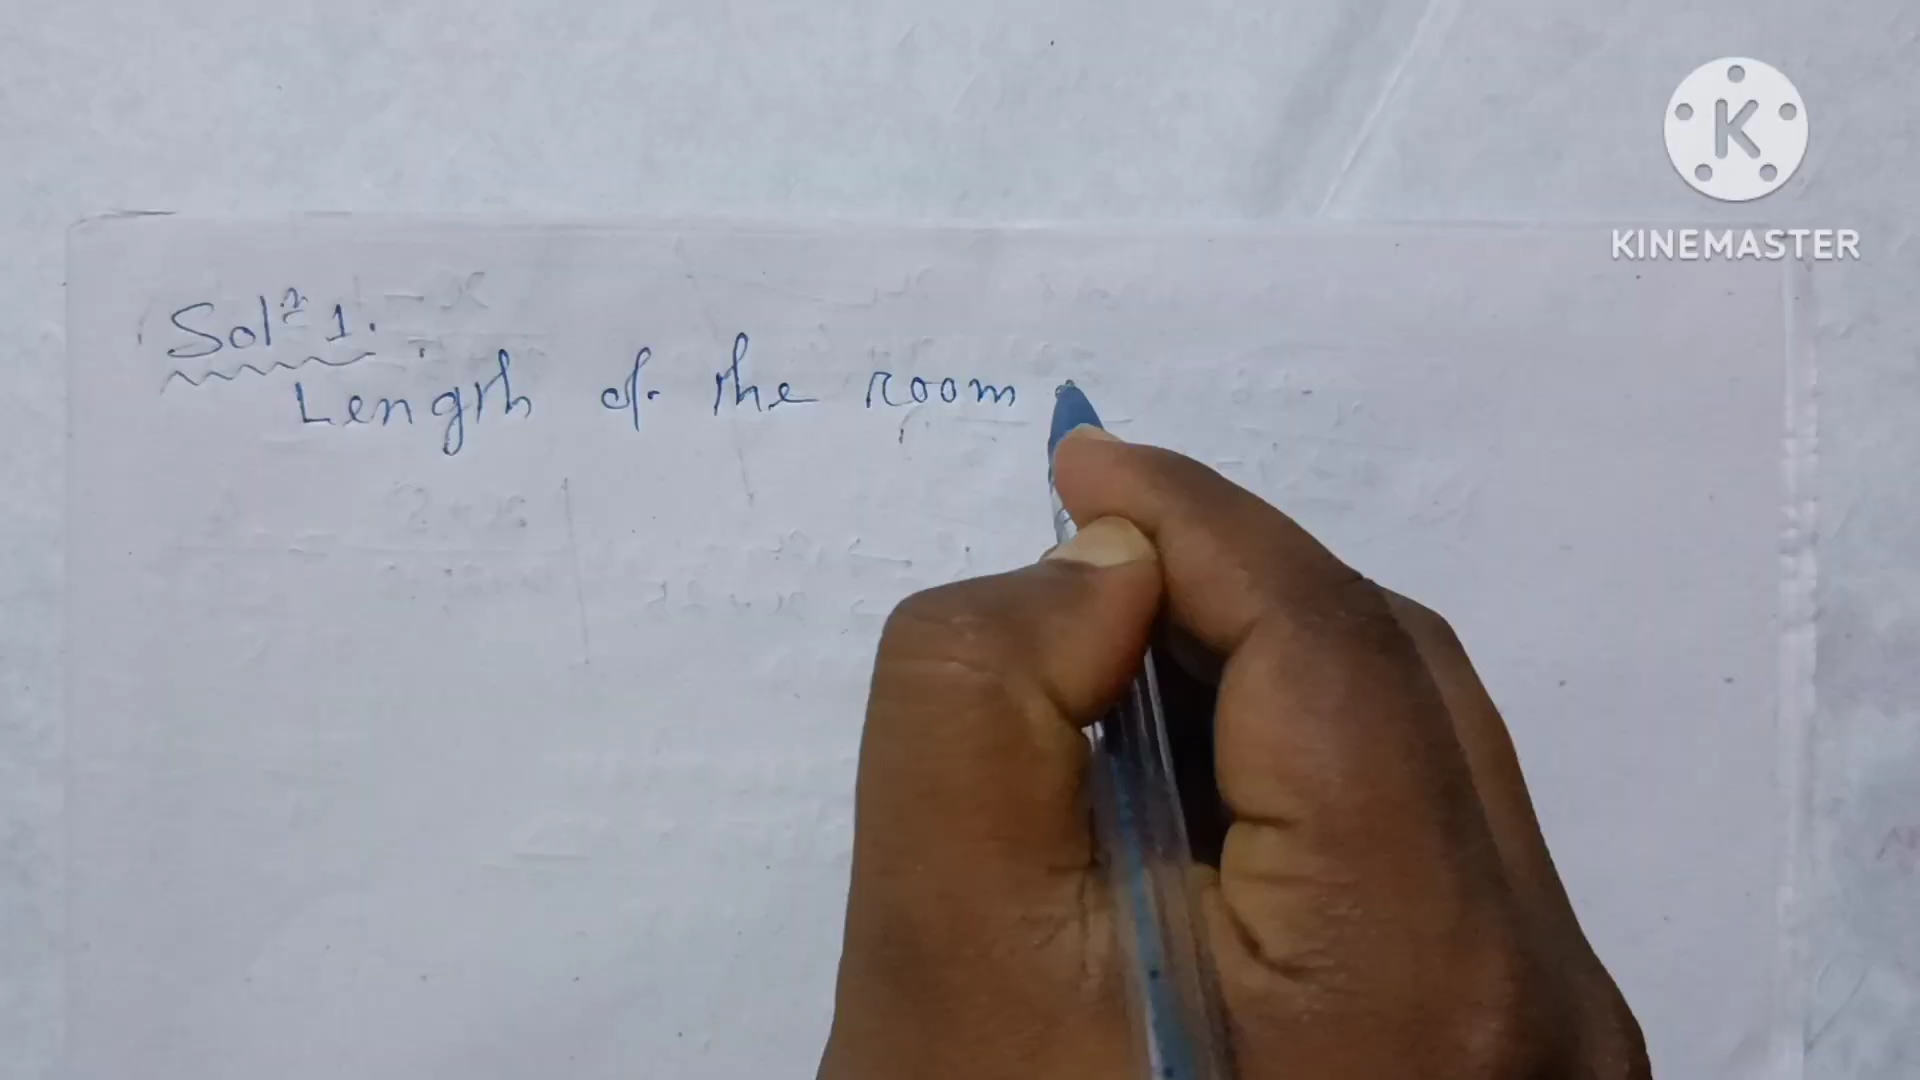 K
KINEMASTER
Solⁿ 1.
Length of the room